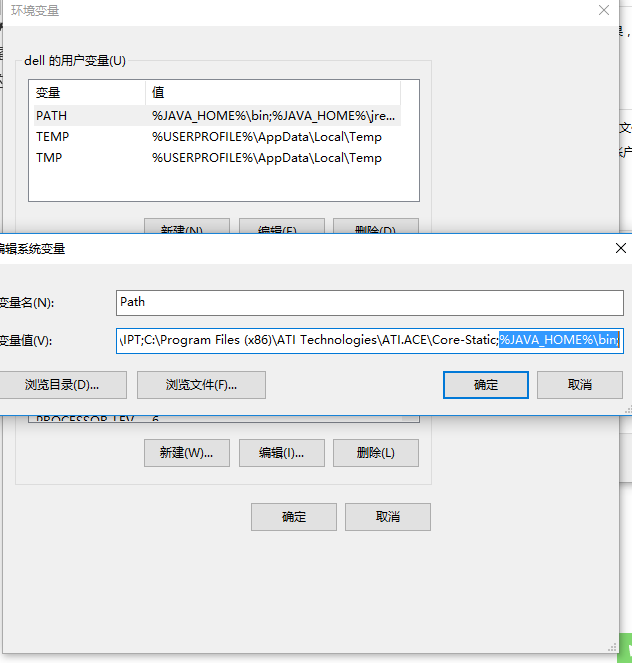 环境变量
dell 的用户变量(U)
变量 值
PATH %JAVA_HOME%\bin;%JAVA_HOME%\jre...
TEMP %USERPROFILE%\AppData\Local\Temp
TMP %USERPROFILE%\AppData\Local\Temp
新建(N)... 编辑(E)... 删除(D)
编辑系统变量
变量名(N): Path
变量值(V): \IPT;C:\Program Files (x86)\ATI Technologies\ATI.ACE\Core-Static;%JAVA_HOME%\bin;
浏览目录(D)... 浏览文件(F)... 确定 取消
PROCESSOR_LEV... 6
新建(W)... 编辑(I)... 删除(L)
确定 取消